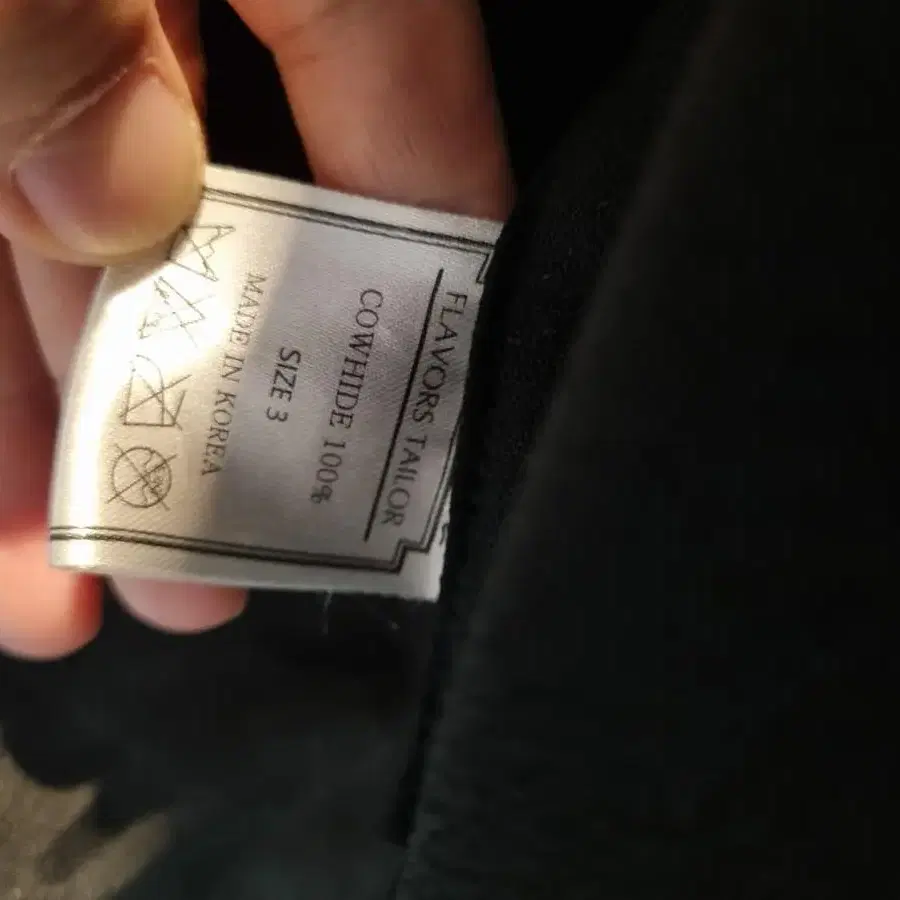 FLAVORS TAILOR
COWHIDE 100%
SIZE 3
MADE IN KOREA